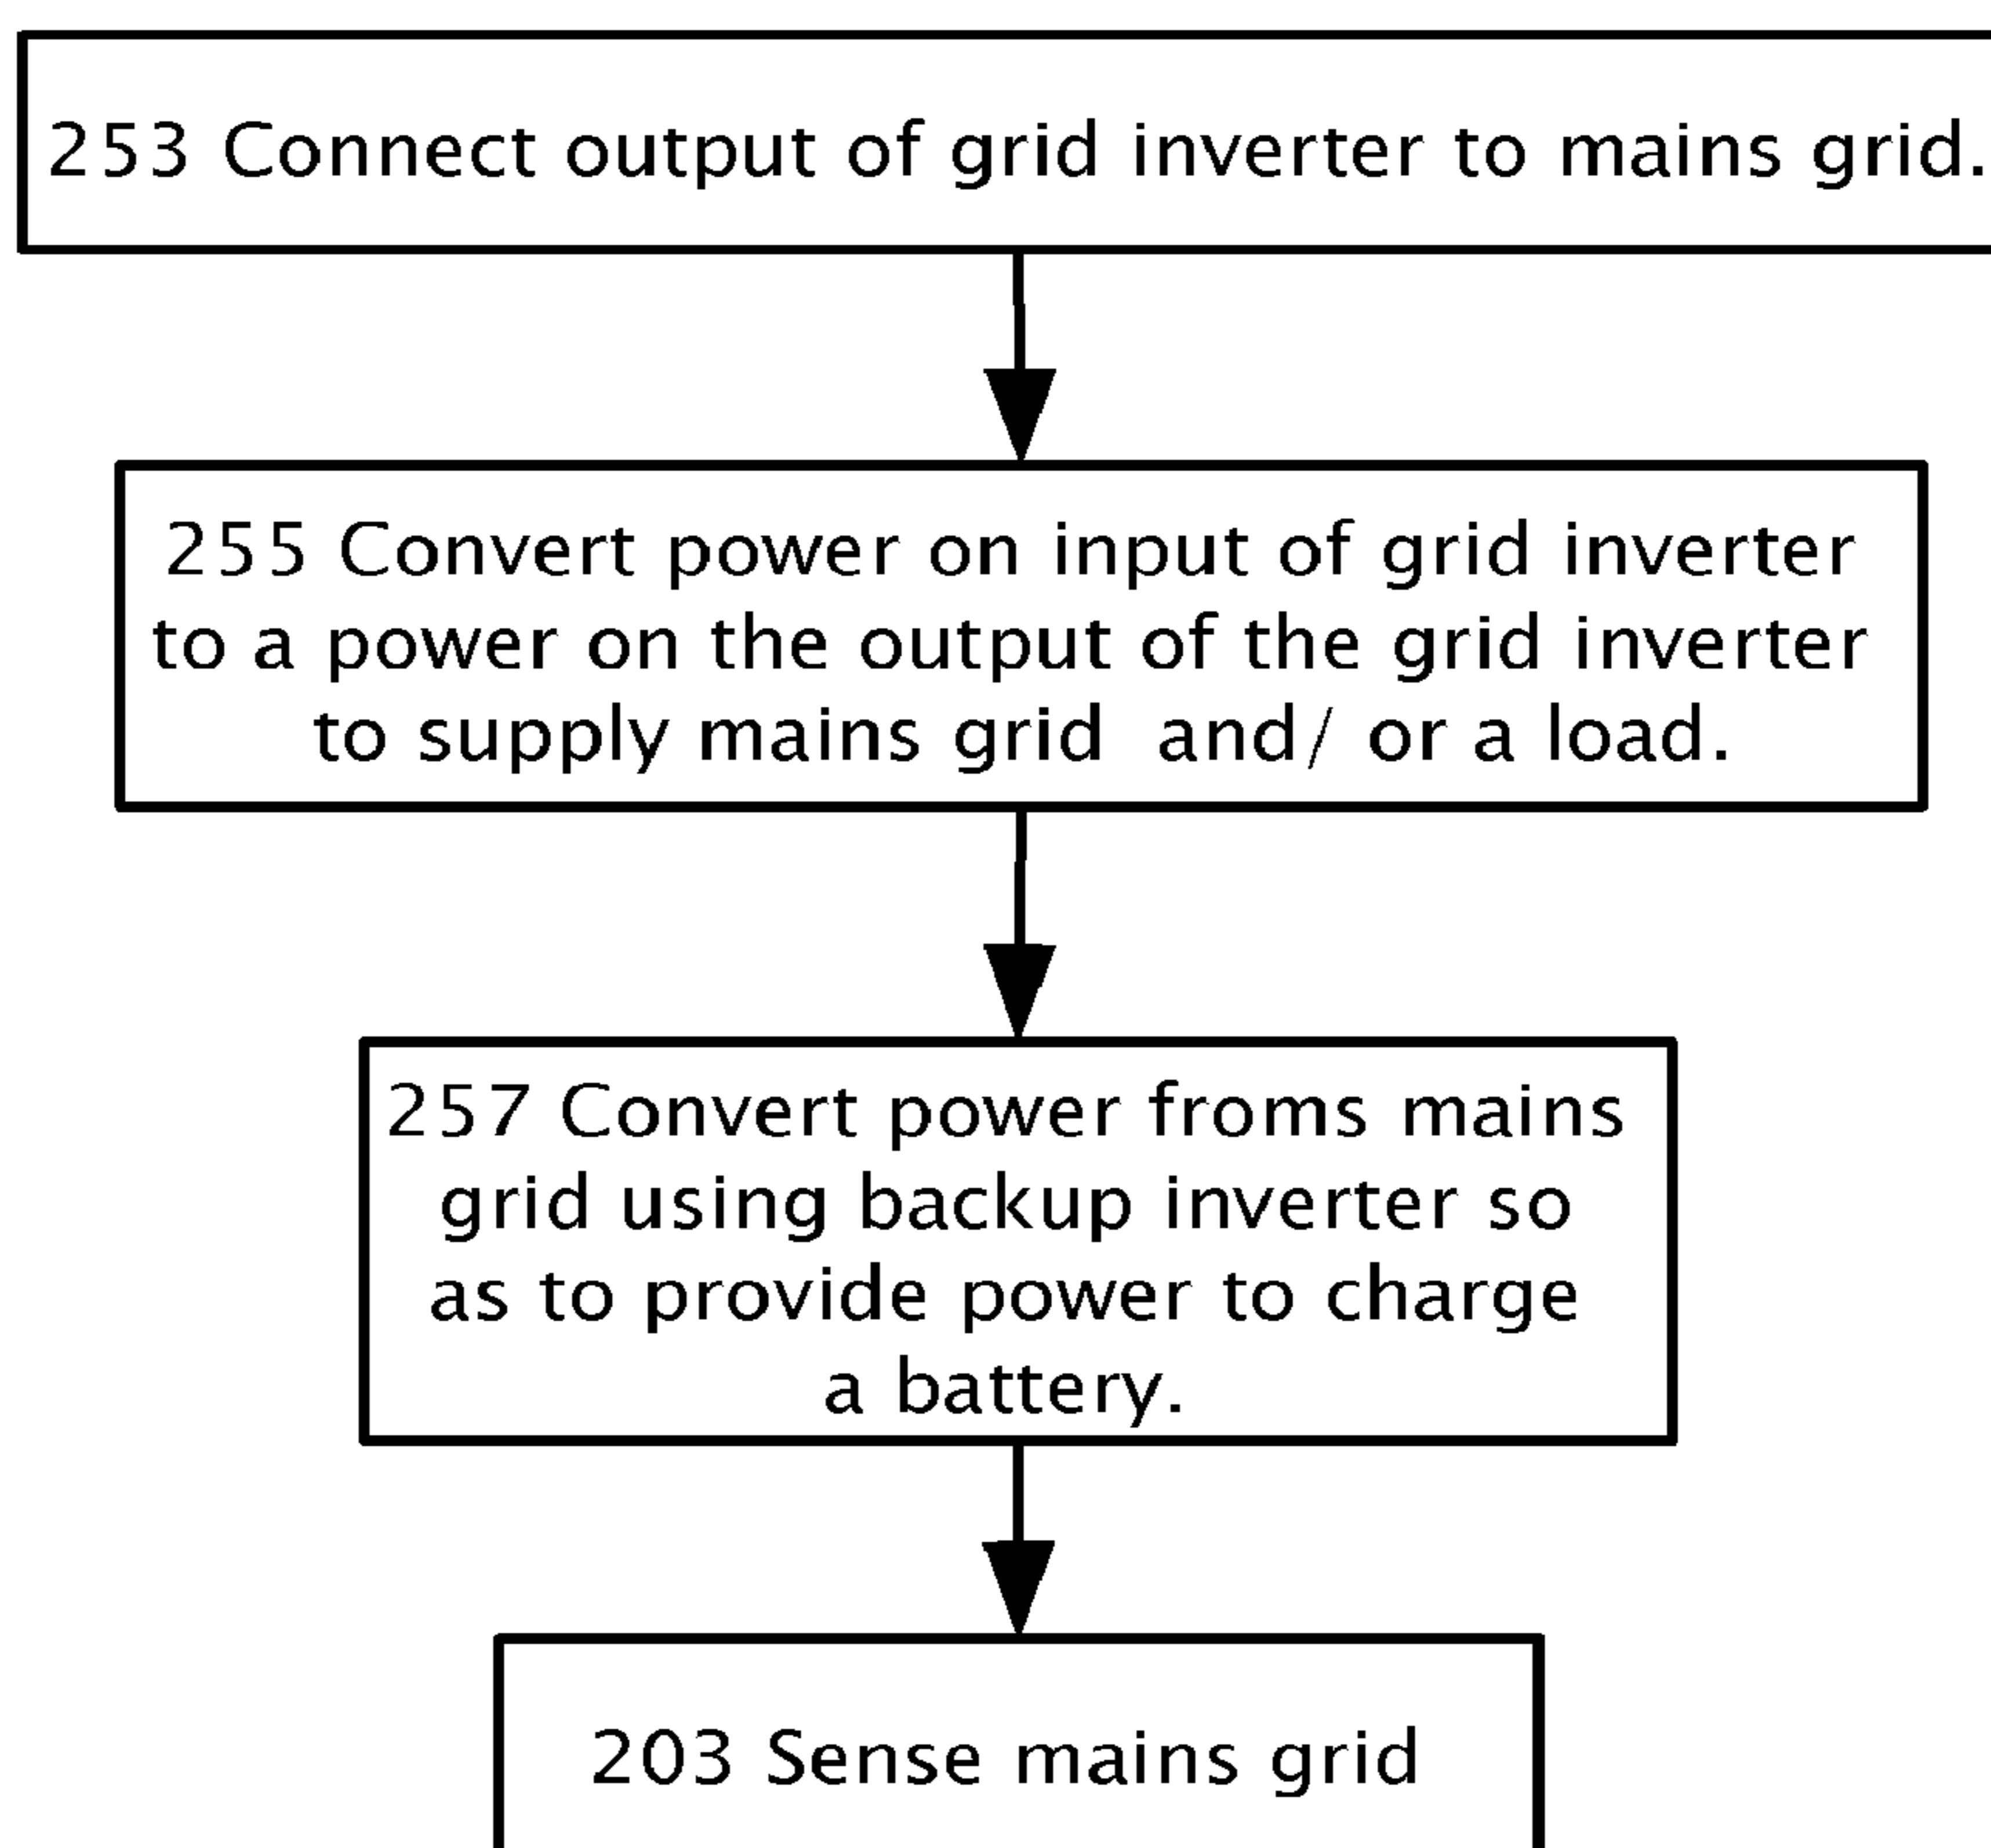 253 Connect output of grid inverter to mains grid.
255 Convert power on input of grid inverter
to a power on the output of the grid inverter
to supply mains grid and/ or a load.
257 Convert power froms mains
grid using backup inverter so
as to provide power to charge
a battery.
203 Sense mains grid